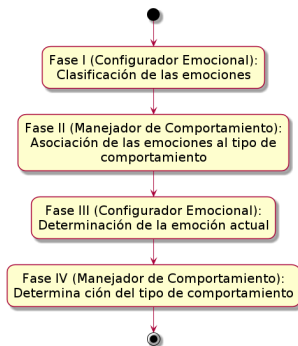 Fase I (Configurador Emocional):
Clasificación de las emociones
Fase II (Manejador de Comportamiento):
Asociación de las emociones al tipo de
comportamiento
Fase III (Configurador Emocional):
Determinación de la emoción actual
Fase IV (Manejador de Comportamiento):
Determina ción del tipo de comportamiento